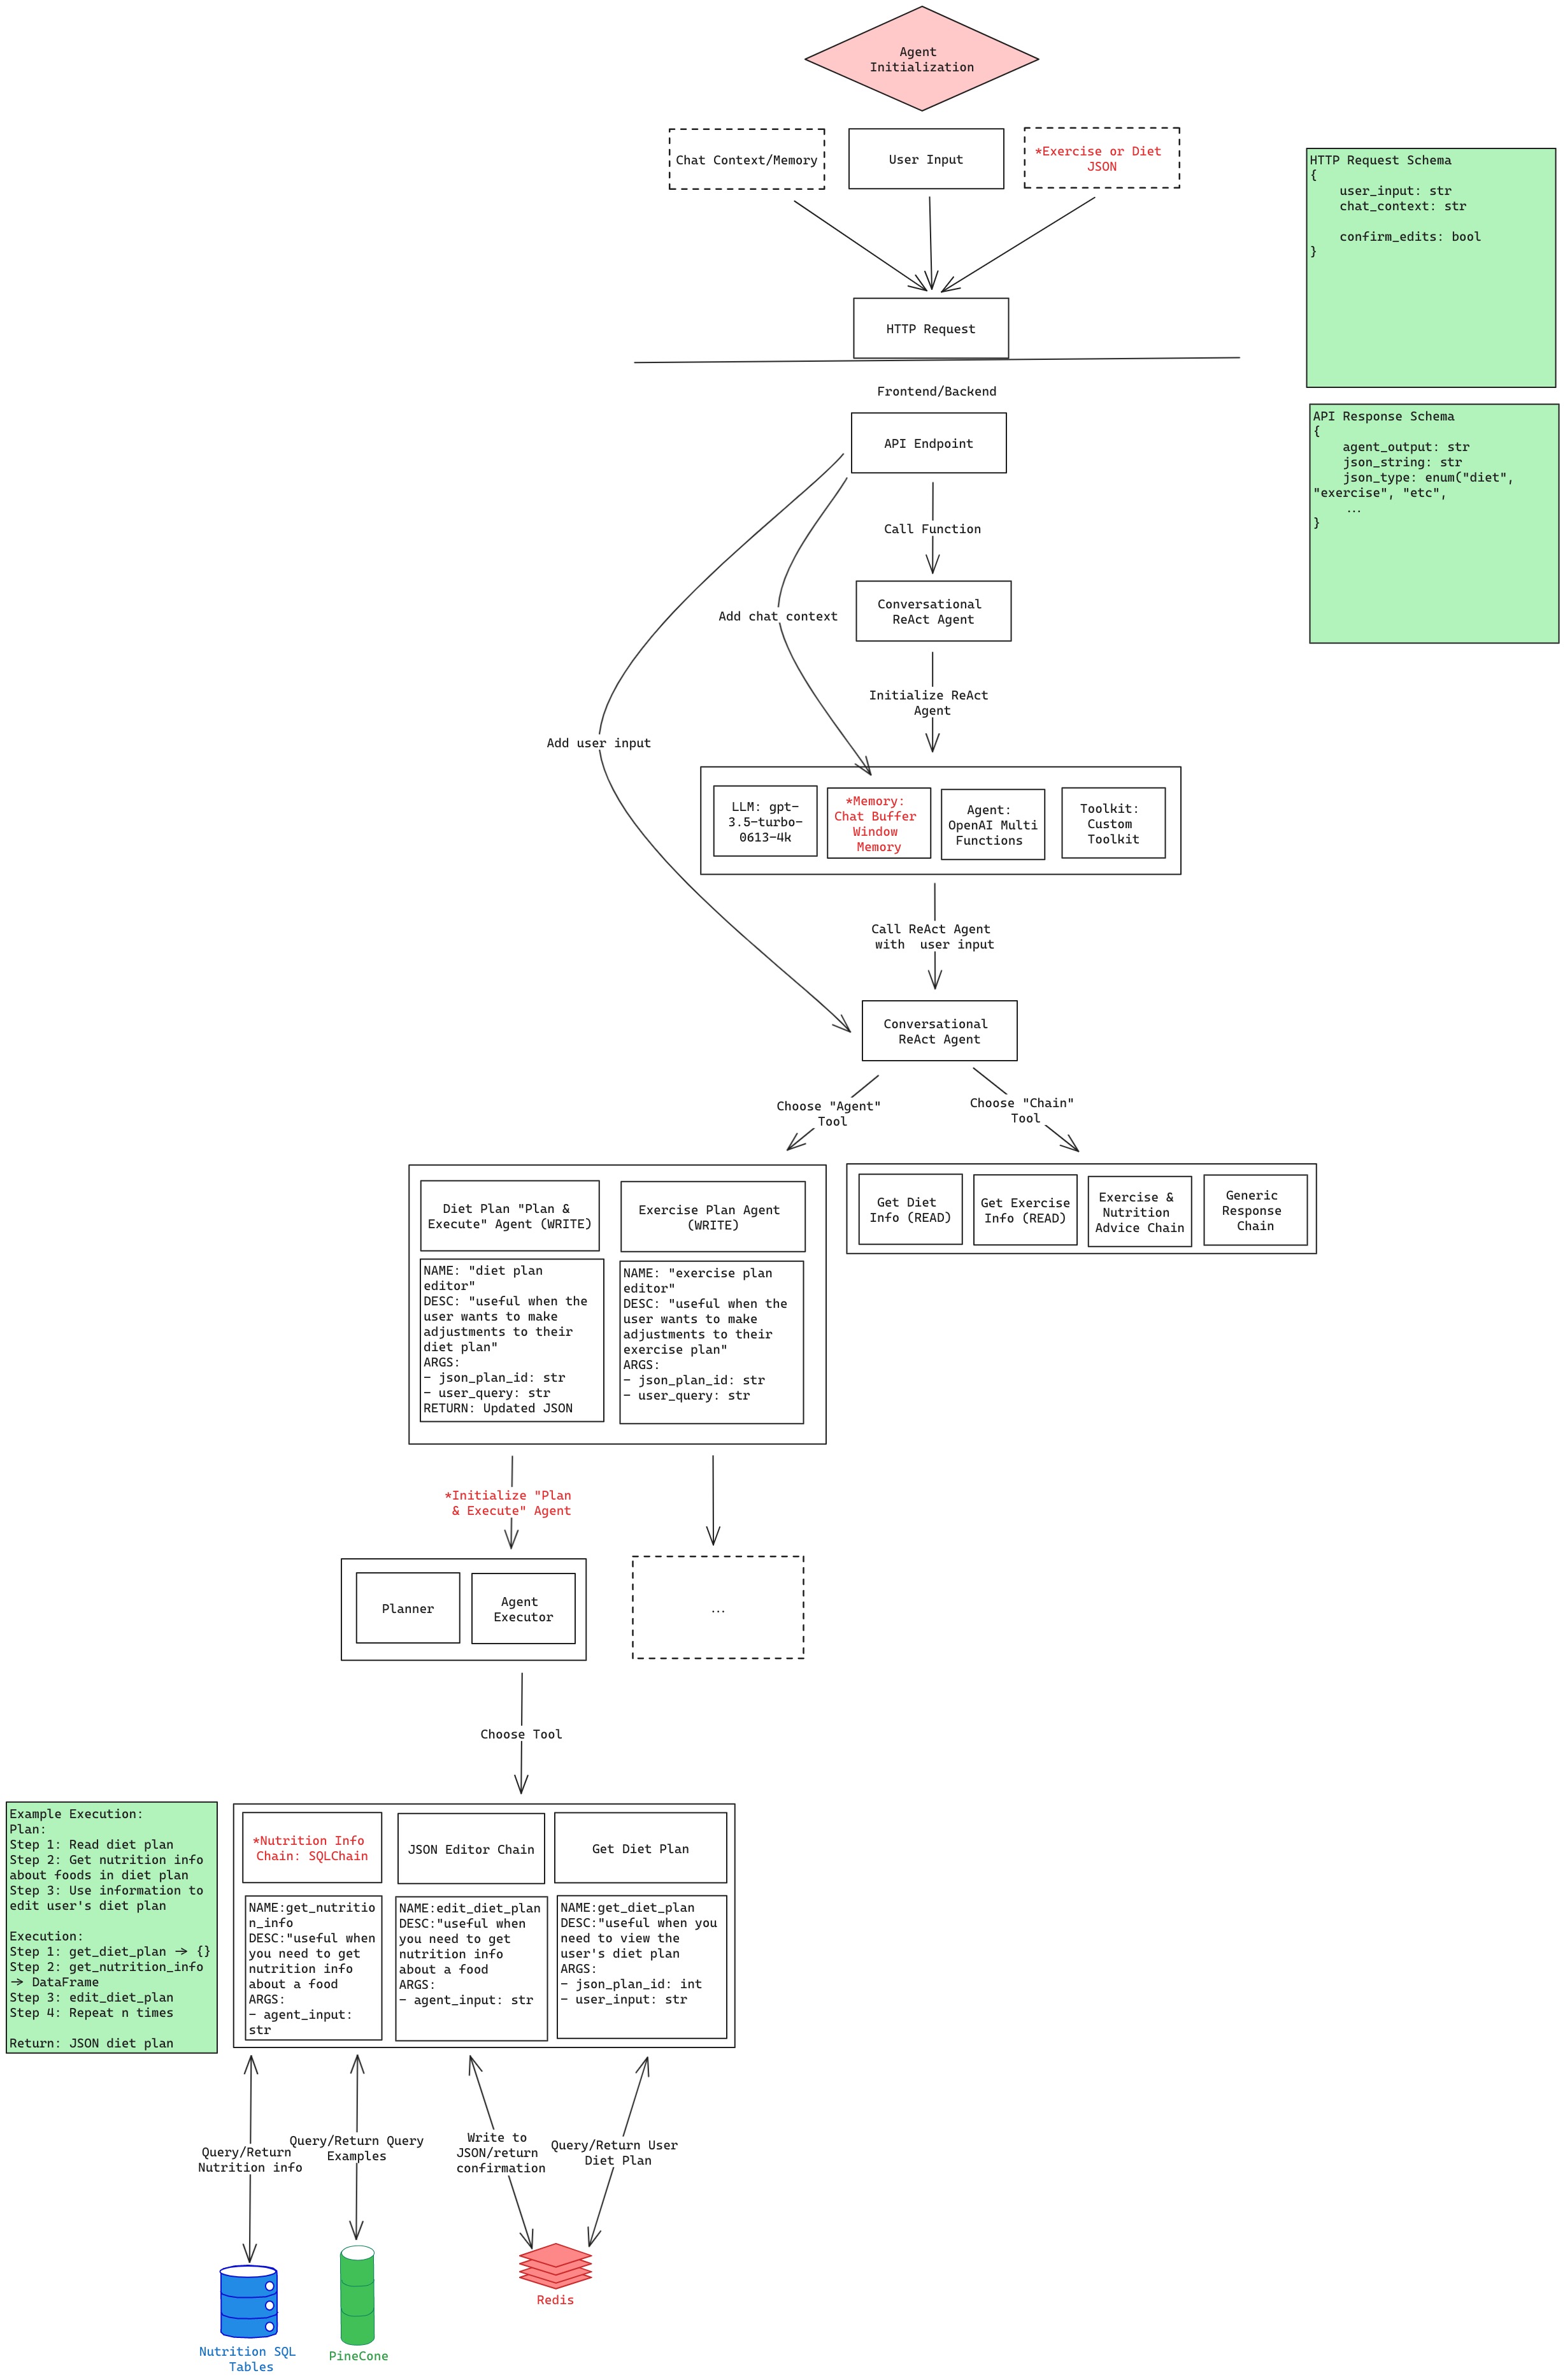 Agent
Initialization
Chat Context/Memory
User Input
*Exercise or Diet
JSON
HTTP Request
HTTP Request Schema
{
user_input: str
chat_context: str
confirm_edits: bool
}
Frontend/Backend
API Endpoint
API Response Schema
{
agent_output: str
json_string: str
json_type: enum("diet",
"exercise", "etc",
...
}
Call Function
Conversational
ReAct Agent
Add chat context
Initialize ReAct
Agent
Add user input
LLM: gpt-
3.5-turbo-
0613-4k
*Memory:
Chat Buffer
Window
Memory
Agent:
OpenAI Multi
Functions
Toolkit:
Custom
Toolkit
Call ReAct Agent
with user input
Conversational
ReAct Agent
Choose "Agent"
Tool
Choose "Chain"
Tool
Diet Plan "Plan &
Execute" Agent (WRITE)
Exercise Plan Agent
(WRITE)
Get Diet
Info (READ)
Get Exercise
Info (READ)
Exercise &
Nutrition
Advice Chain
Generic
Response
Chain
NAME: "diet plan
editor"
DESC: "useful when the
user wants to make
adjustments to their
diet plan"
ARGS:
- json_plan_id: str
- user_query: str
RETURN: Updated JSON
NAME: "exercise plan
editor"
DESC: "useful when the
user wants to make
adjustments to their
exercise plan"
ARGS:
- json_plan_id: str
- user_query: str
*Initialize "Plan
& Execute" Agent
Planner
Agent
Executor
...
Choose Tool
Example Execution:
Plan:
Step 1: Read diet plan
Step 2: Get nutrition info
about foods in diet plan
Step 3: Use information to
edit user's diet plan
Execution:
Step 1: get_diet_plan -> {}
Step 2: get_nutrition_info
-> DataFrame
Step 3: edit_diet_plan
Step 4: Repeat n times
Return: JSON diet plan
*Nutrition Info
Chain: SQLChain
JSON Editor Chain
Get Diet Plan
NAME:get_nutritio
n_info
DESC:"useful when
you need to get
nutrition info
about a food
ARGS:
- agent_input:
str
NAME:edit_diet_plan
DESC:"useful when
you need to get
nutrition info
about a food
ARGS:
- agent_input: str
NAME:get_diet_plan
DESC:"useful when you
need to view the
user's diet plan
ARGS:
- json_plan_id: int
- user_input: str
Query/Return
Nutrition info
Query/Return Query
Examples
Write to
JSON/return
confirmation
Query/Return User
Diet Plan
Nutrition SQL
Tables
PineCone
Redis